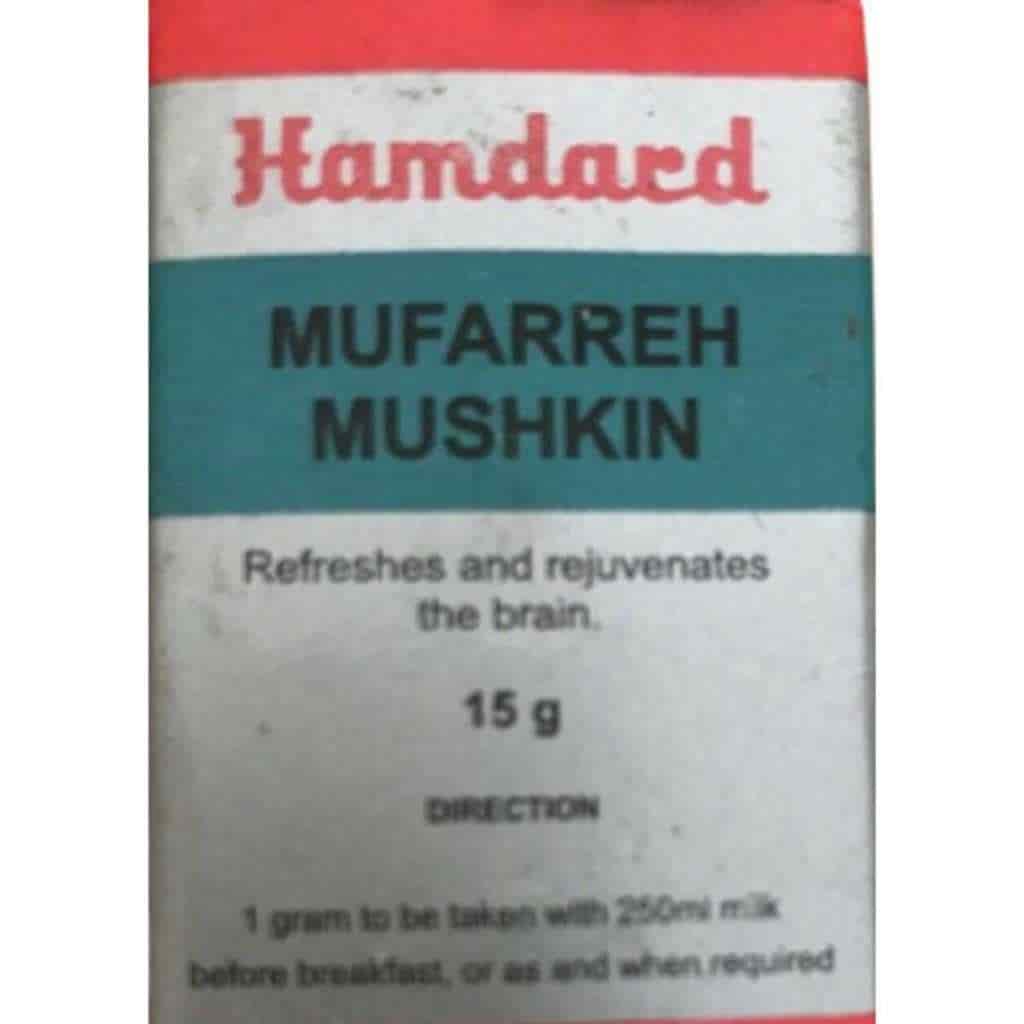 Hamdard
MUFARREH
MUSHKIN
Refreshes and rejuvenates
the brain.
15 g
DIRECTION
1 gram to be taken with 250ml milk
before breakfast, or as and when required